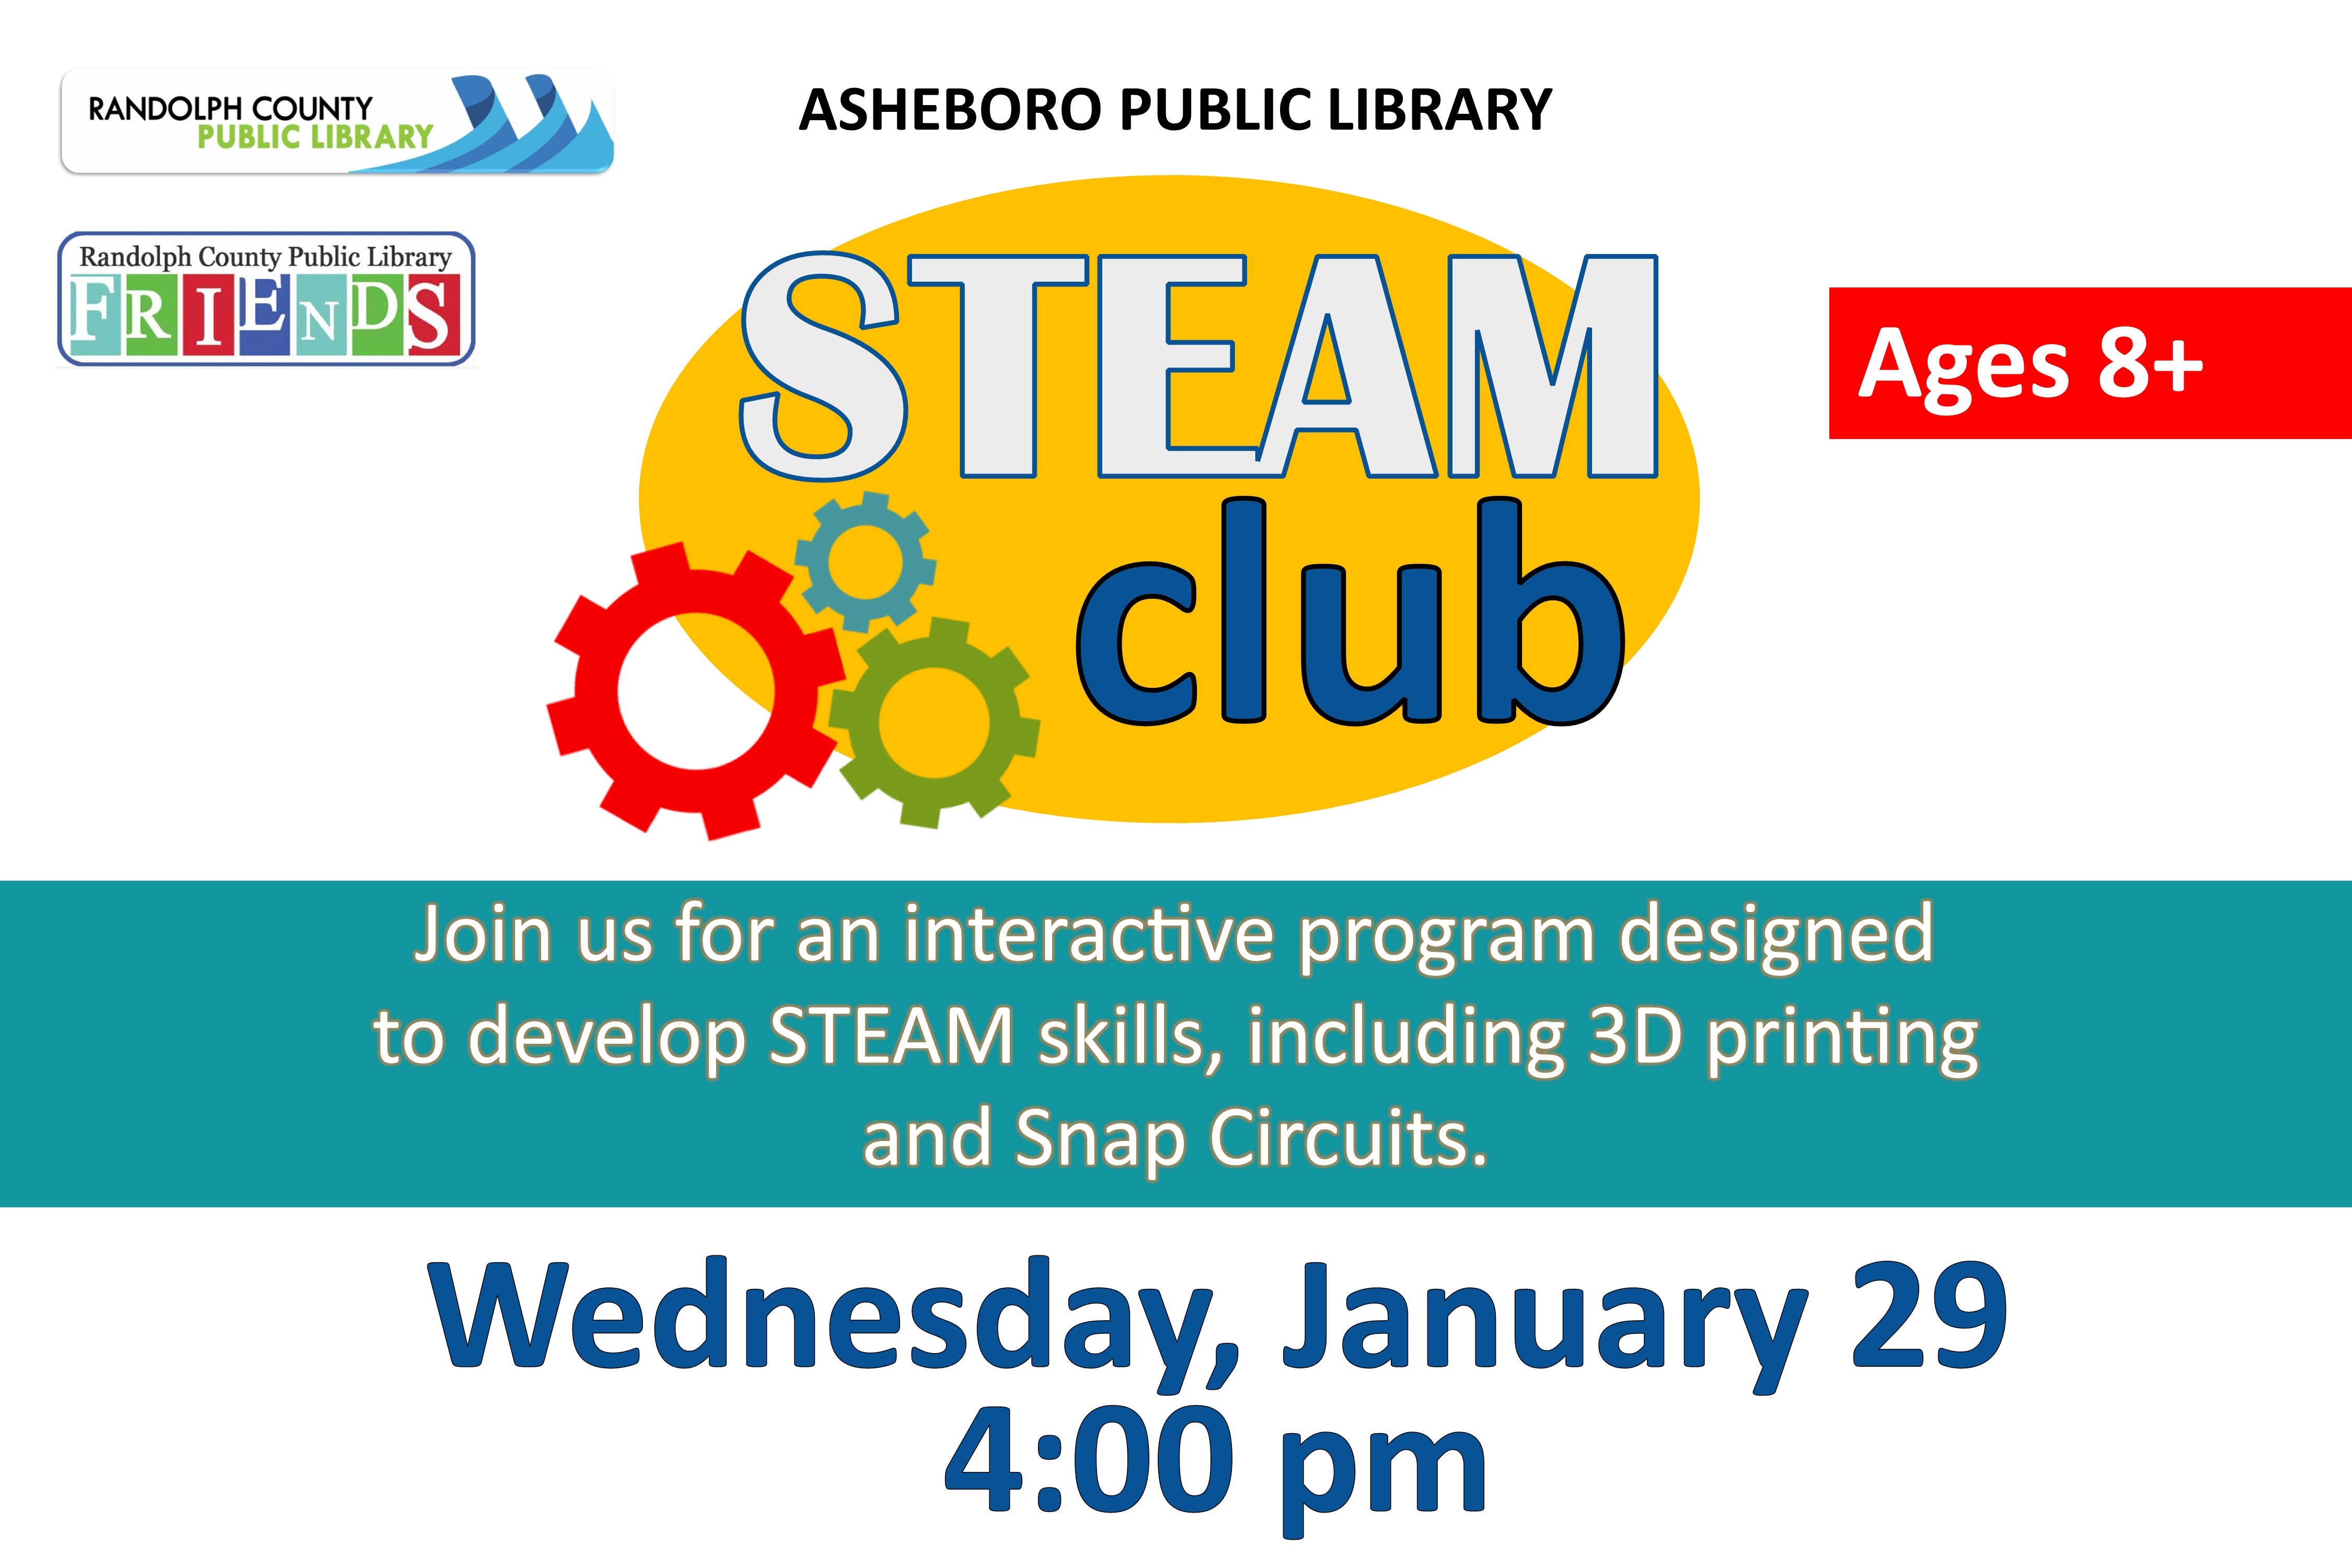 RANDOLPH COUNTY
PUBLIC LIBRARY
Randolph County Public Library
FRIENDS
ASHEBORO PUBLIC LIBRARY
STEAM
club
Ages 8+
Join us for an interactive program designed
to develop STEAM skills, including 3D printing
and Snap Circuits.
Wednesday, January 29
4:00 pm